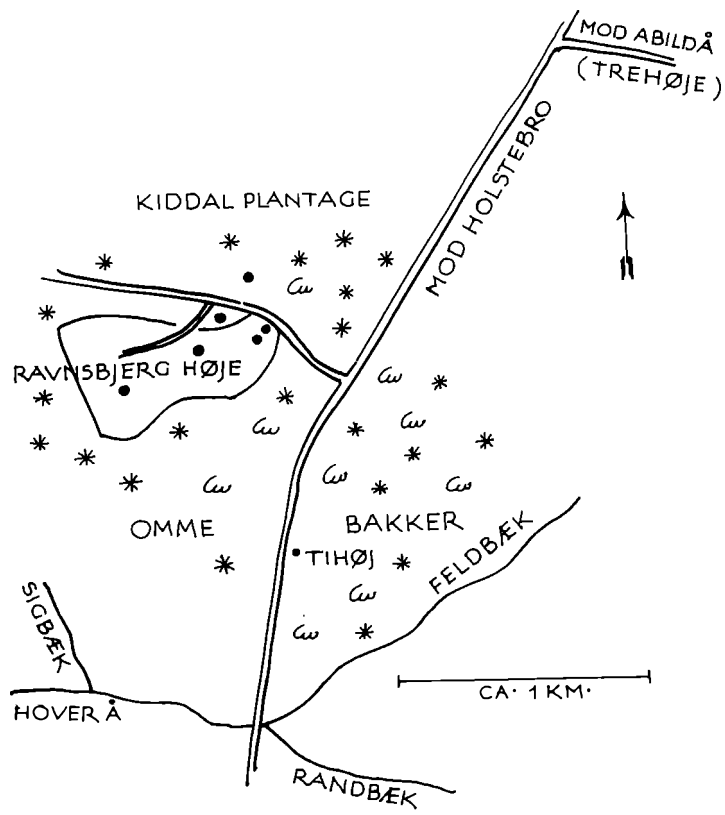 MOD ABILDÅ
(TREHØJE)
MOD HOLSTEBRO
KIDDAL PLANTAGE
N
RAVNSBJERG HØJE
OMME BAKKER
TIHØJ
FELDBÆK
SIGBÆK
HOVER Å
CA. 1 KM.
RANDBÆK